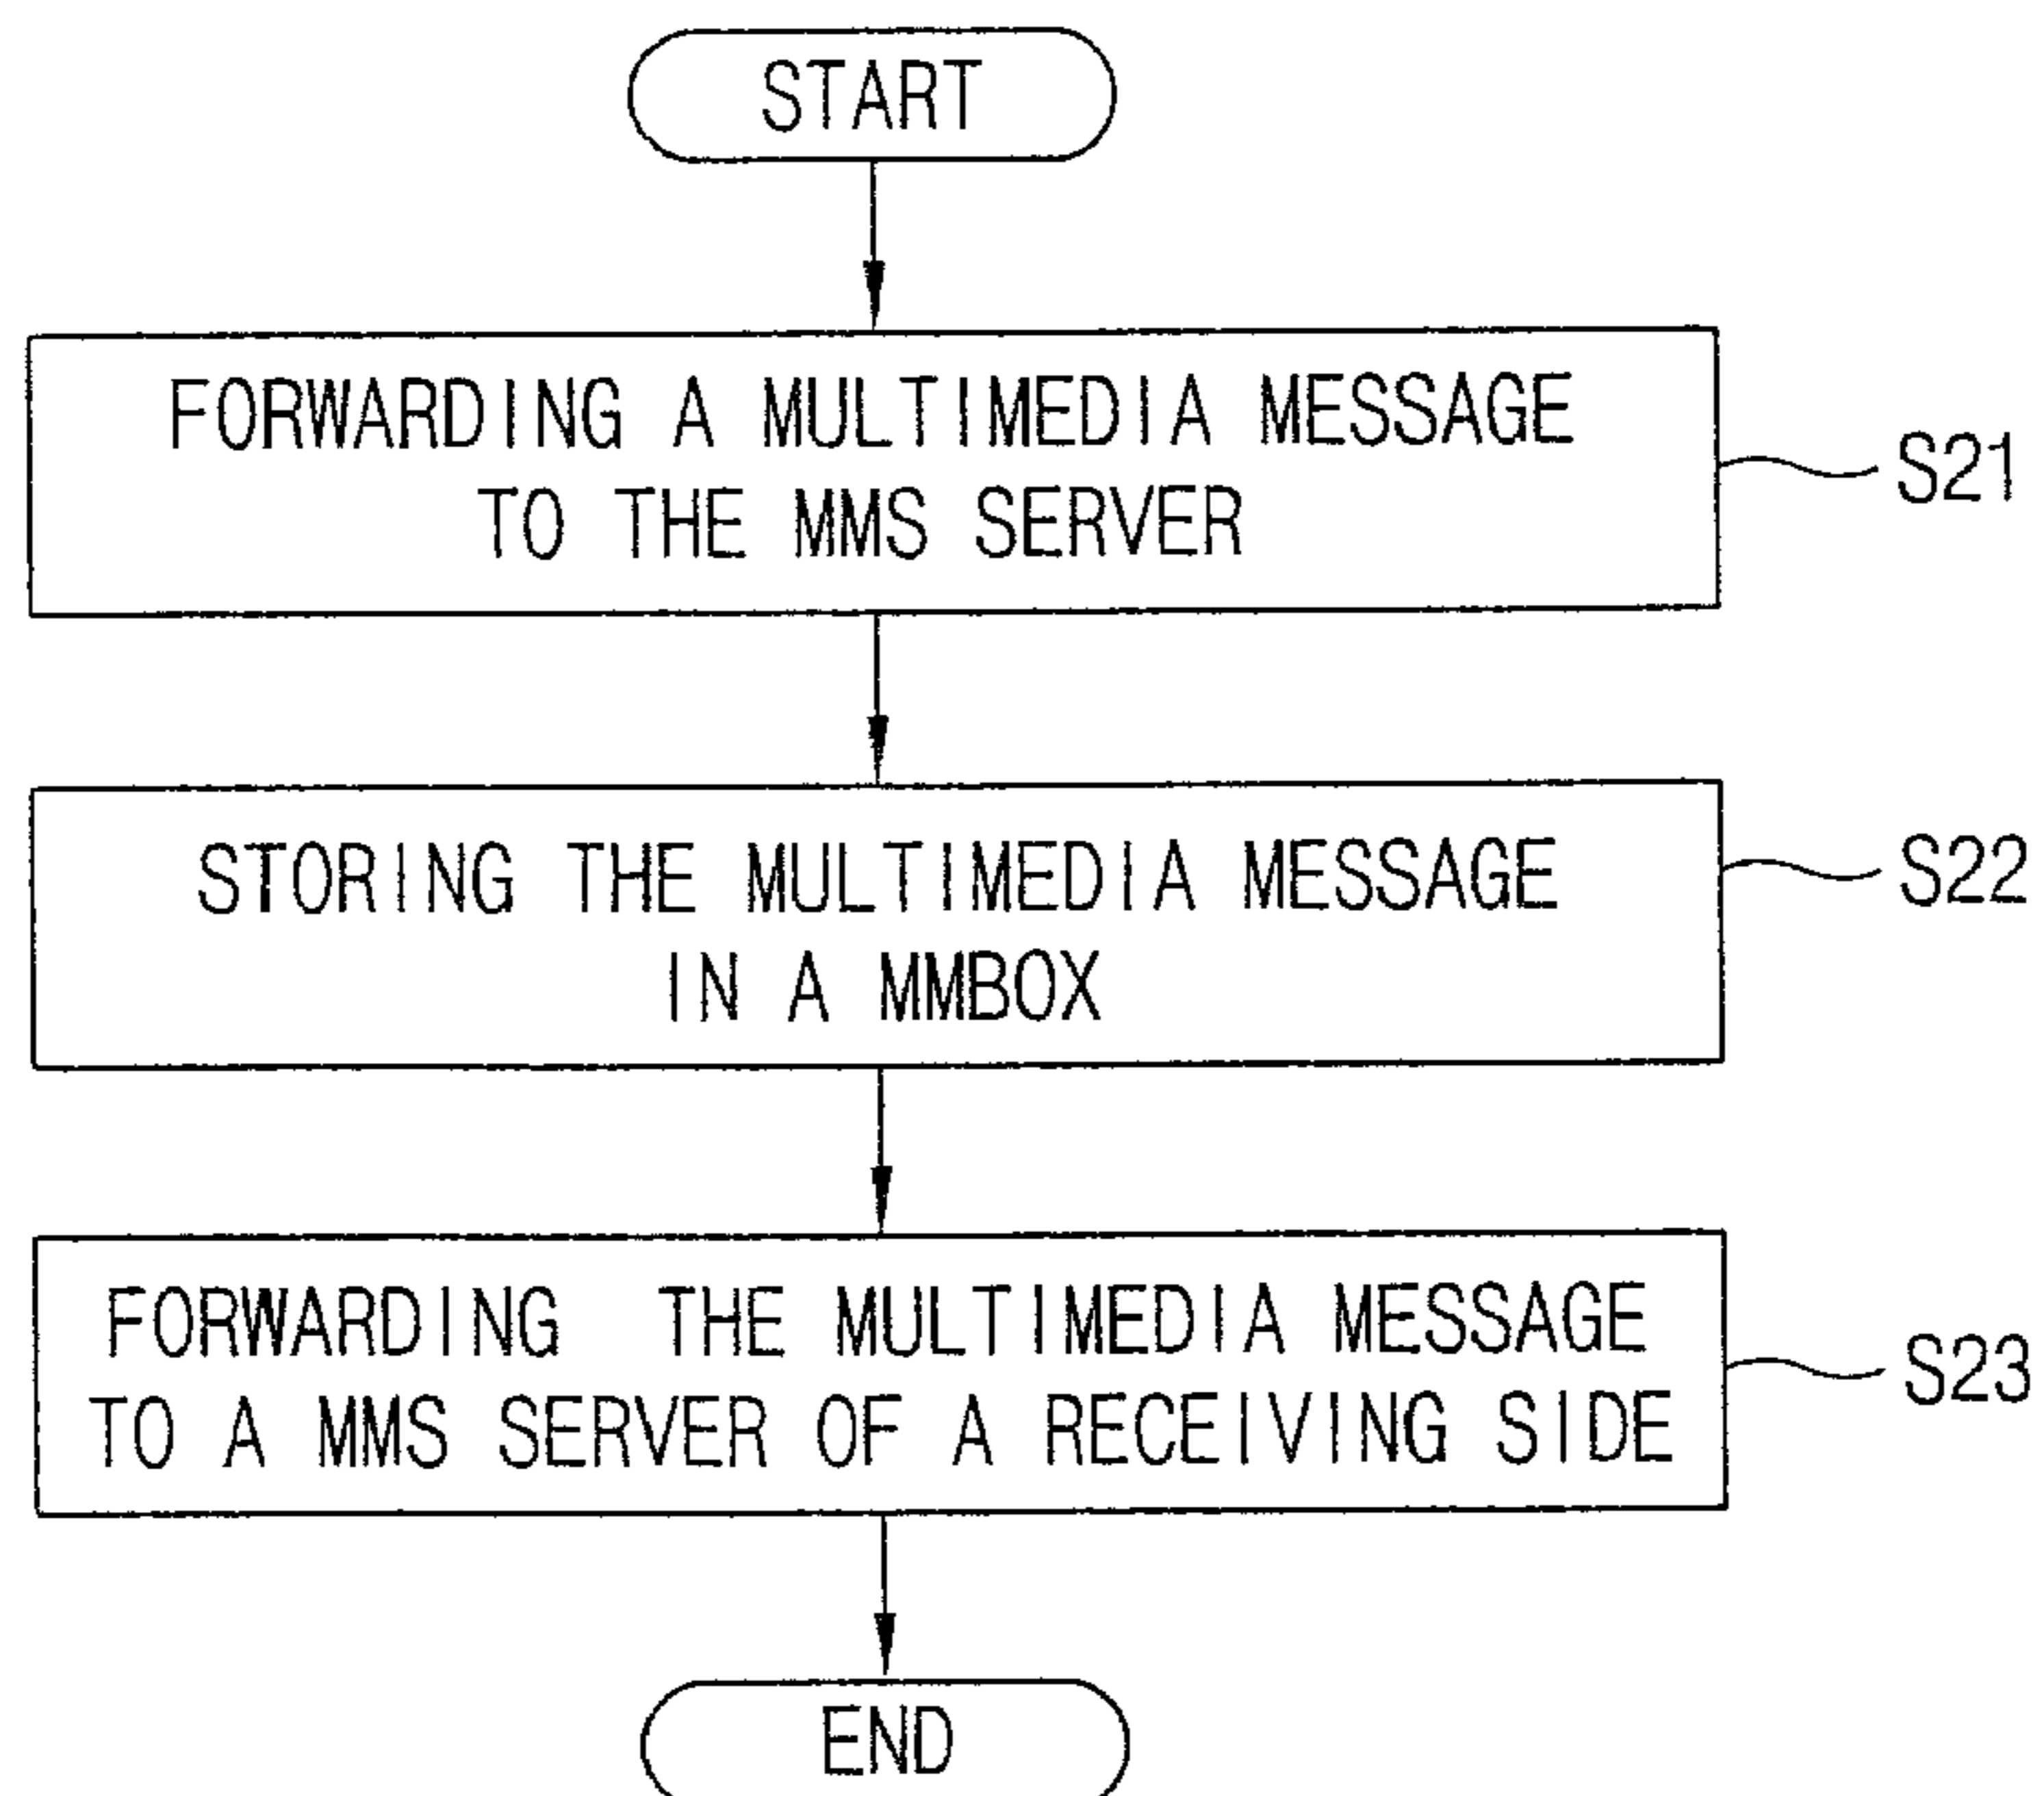 START
FORWARDING A MULTIMEDIA MESSAGE
TO THE MMS SERVER
S21
STORING THE MULTIMEDIA MESSAGE
IN A MMBOX
S22
FORWARDING THE MULTIMEDIA MESSAGE
TO A MMS SERVER OF A RECEIVING SIDE
S23
END